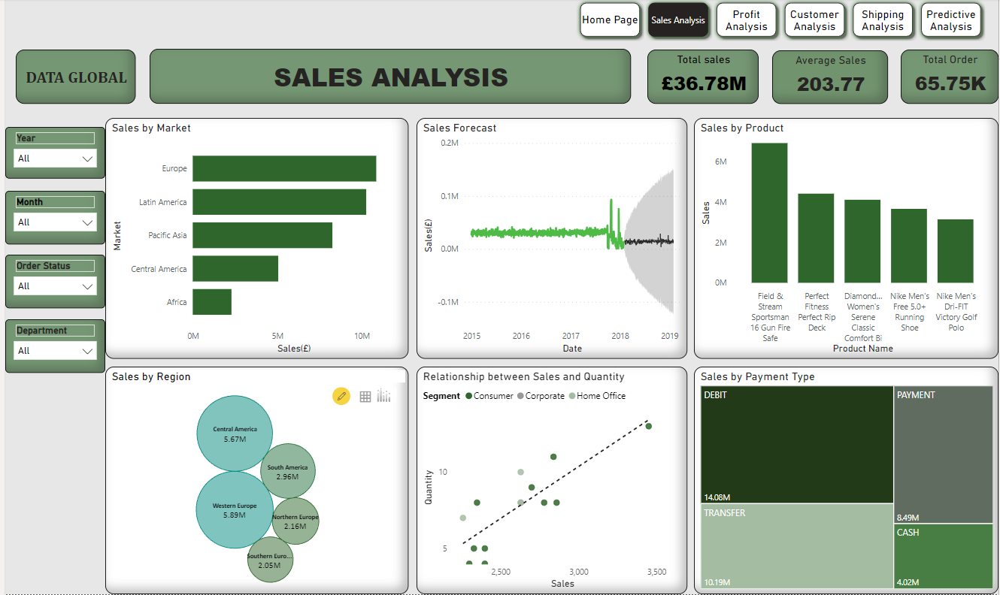 Home Page
Sales Analysis
Profit
Analysis
Customer
Analysis
Shipping
Analysis
Predictive
Analysis
DATA GLOBAL
SALES ANALYSIS
Total sales
£36.78M
Average Sales
203.77
Total Order
65.75K
Year
All
Month
All
Order Status
All
Department
All
Sales by Market
Market
Europe
Latin America
Pacific Asia
Central America
Africa
0M
5M
10M
Sales(£)
Sales Forecast
Sales(£)
0.2M
0.1M
0.0M
-0.1M
2015
2016
2017
2018
2019
Date
Sales by Product
Sales
6M
4M
2M
0M
Field &
Stream
Sportsman
16 Gun Fire
Safe
Perfect
Fitness
Perfect Rip
Deck
Diamond...
Women's
Serene
Classic
Comfort Bi
Nike Men's
Free 5.0+
Running
Shoe
Nike Men's
Dri-FIT
Victory Golf
Polo
Product Name
Sales by Region
Central America
5.67M
South America
2.96M
Western Europe
5.89M
Northern Europe
2.16M
Southern Euro...
2.05M
Relationship between Sales and Quantity
Segment
Consumer
Corporate
Home Office
Quantity
10
5
2,500
3,000
3,500
Sales
Sales by Payment Type
DEBIT
14.08M
TRANSFER
10.19M
PAYMENT
8.49M
CASH
4.02M